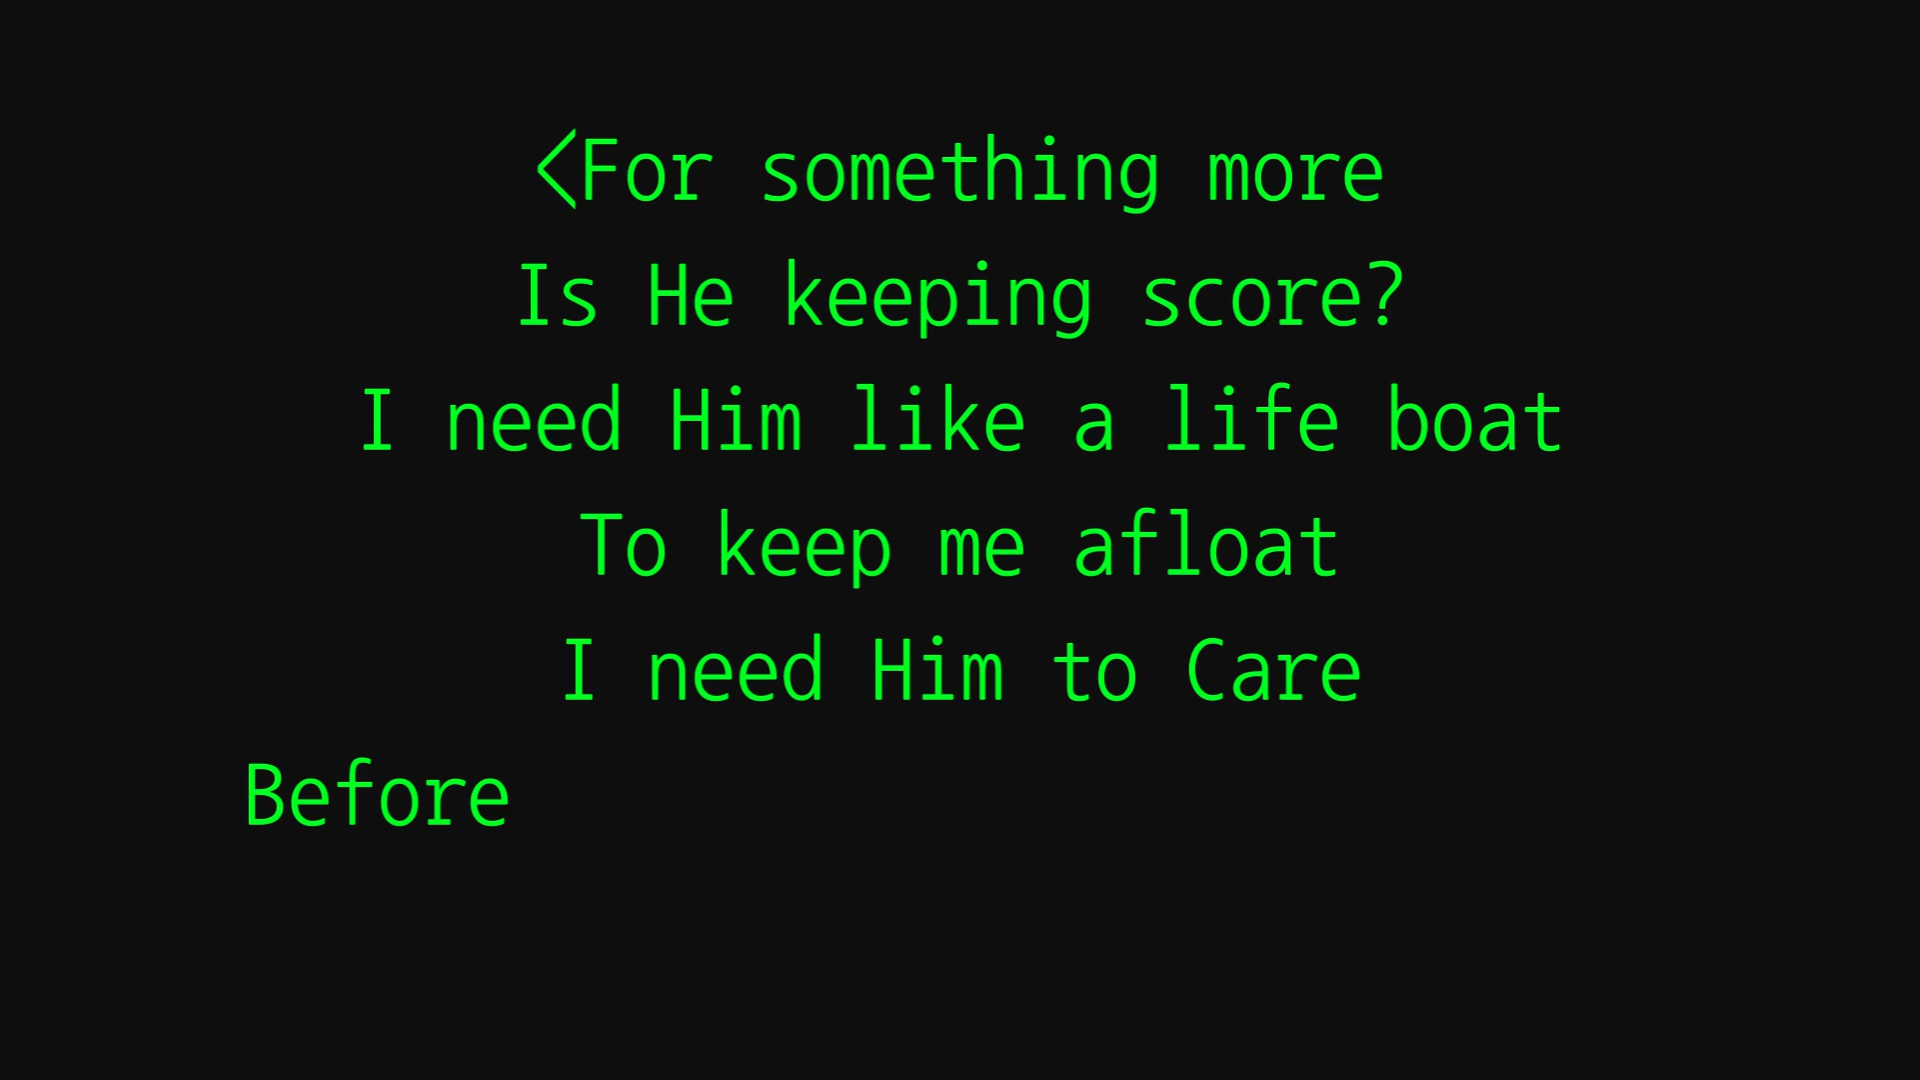 <For something more
Is He keeping score?
I need Him like a life boat
To keep me afloat
I need Him to Care
Before